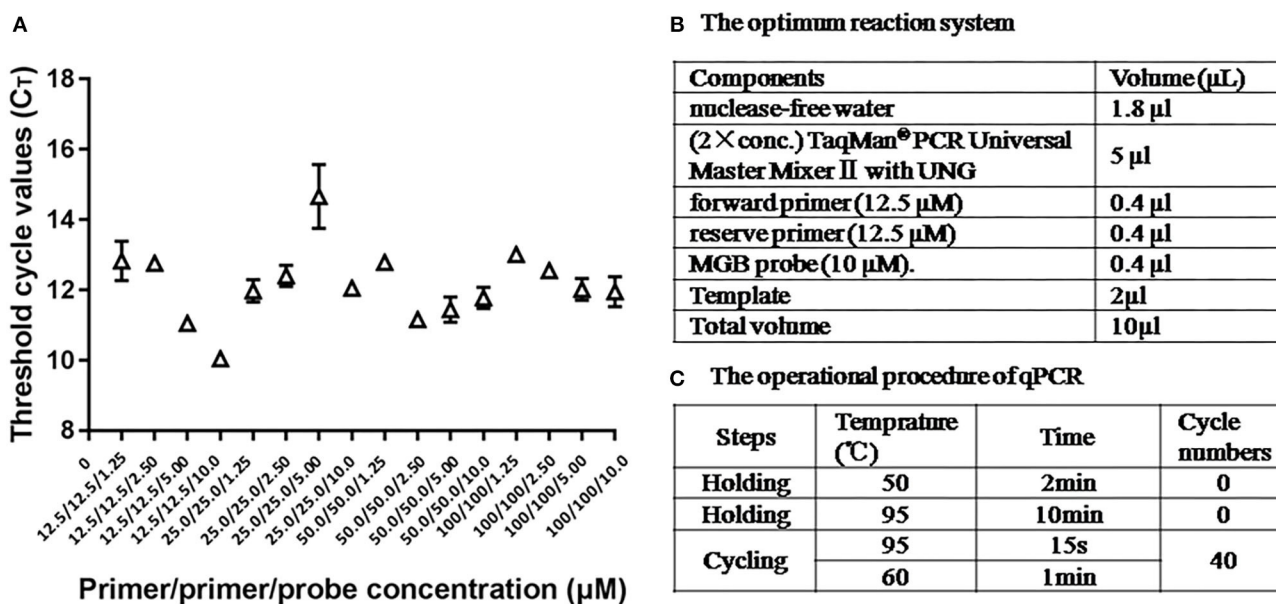 A
Threshold cycle values (CT)
18
16
14
12
10
8
0
12.5/12.5/1.25
12.5/12.5/2.50
12.5/12.5/5.00
12.5/12.5/10.0
25.0/25.0/1.25
25.0/25.0/2.50
25.0/25.0/5.00
25.0/25.0/10.0
50.0/50.0/1.25
50.0/50.0/2.50
50.0/50.0/5.00
50.0/50.0/10.0
100/100/1.25
100/100/2.50
100/100/5.00
100/100/10.0
Primer/primer/probe concentration (μM)
B The optimum reaction system
Components Volume (μL)
nuclease-free water 1.8 μl
(2×conc.) TaqMan® PCR Universal
Master Mixer Ⅱ with UNG 5 μl
forward primer (12.5 μM) 0.4 μl
reserve primer (12.5 μM) 0.4 μl
MGB probe (10 μM). 0.4 μl
Template 2μl
Total volume 10μl
C The operational procedure of qPCR
Steps Temprature (℃) Time Cycle numbers
Holding 50 2min 0
Holding 95 10min 0
Cycling 95 15s 40
60 1min